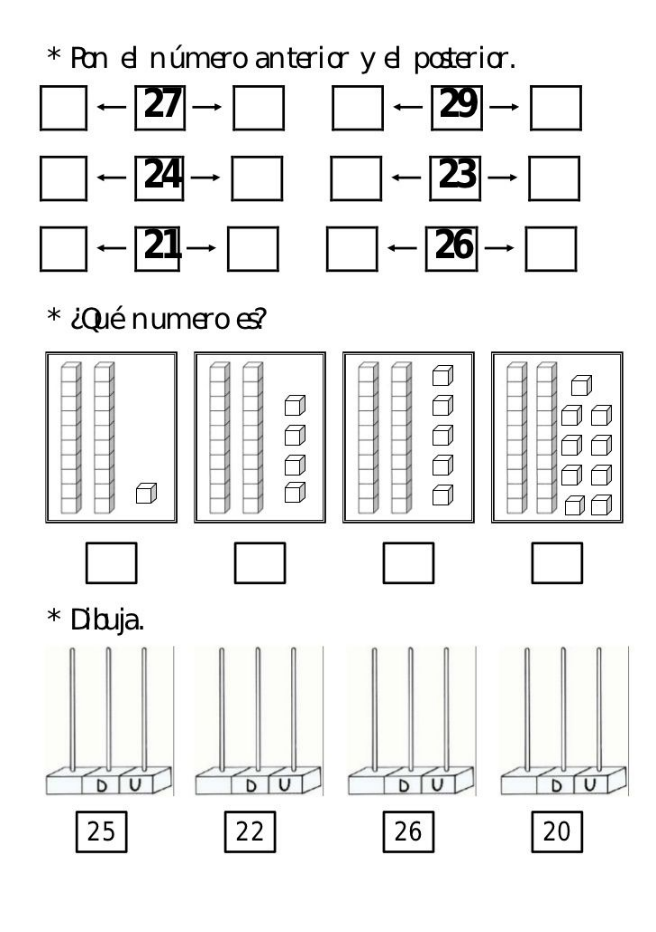 * Pon el número anterior y el posterior.
27 29
24 23
21 26
* ¿Qué numero es?
* Dibuja.
D U D U D U D U
25 22 26 20